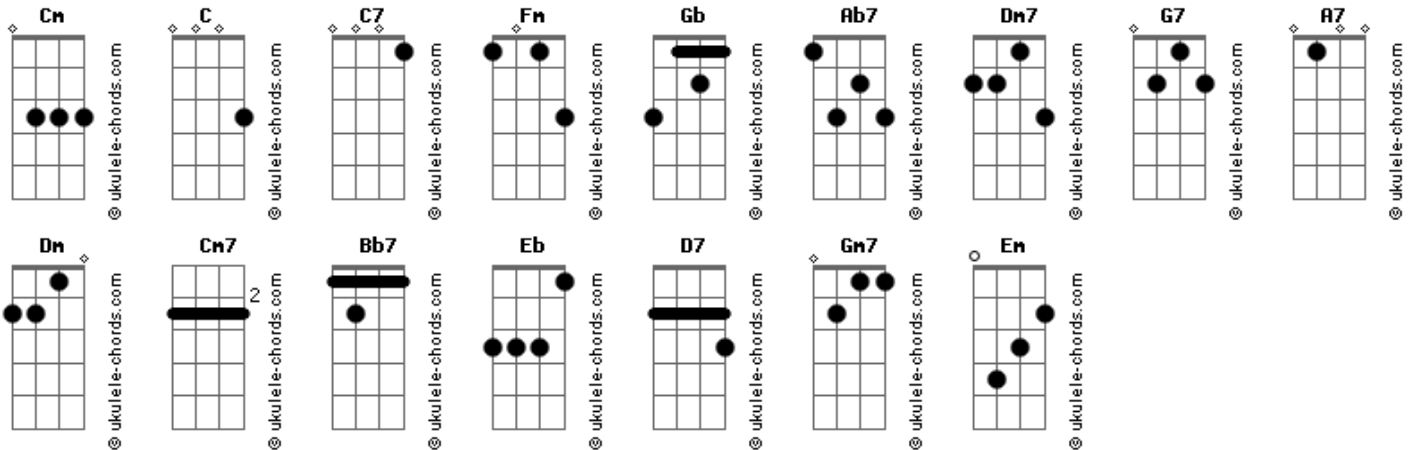 Cm C C7 Fm Gb Ab7 Dm7 G7 A7
© ukulele-chords.com © ukulele-chords.com © ukulele-chords.com © ukulele-chords.com © ukulele-chords.com © ukulele-chords.com © ukulele-chords.com © ukulele-chords.com © ukulele-chords.com
Dm Cm7 Bb7 Eb D7 Gm7 Em
2
© ukulele-chords.com © ukulele-chords.com © ukulele-chords.com © ukulele-chords.com © ukulele-chords.com © ukulele-chords.com © ukulele-chords.com